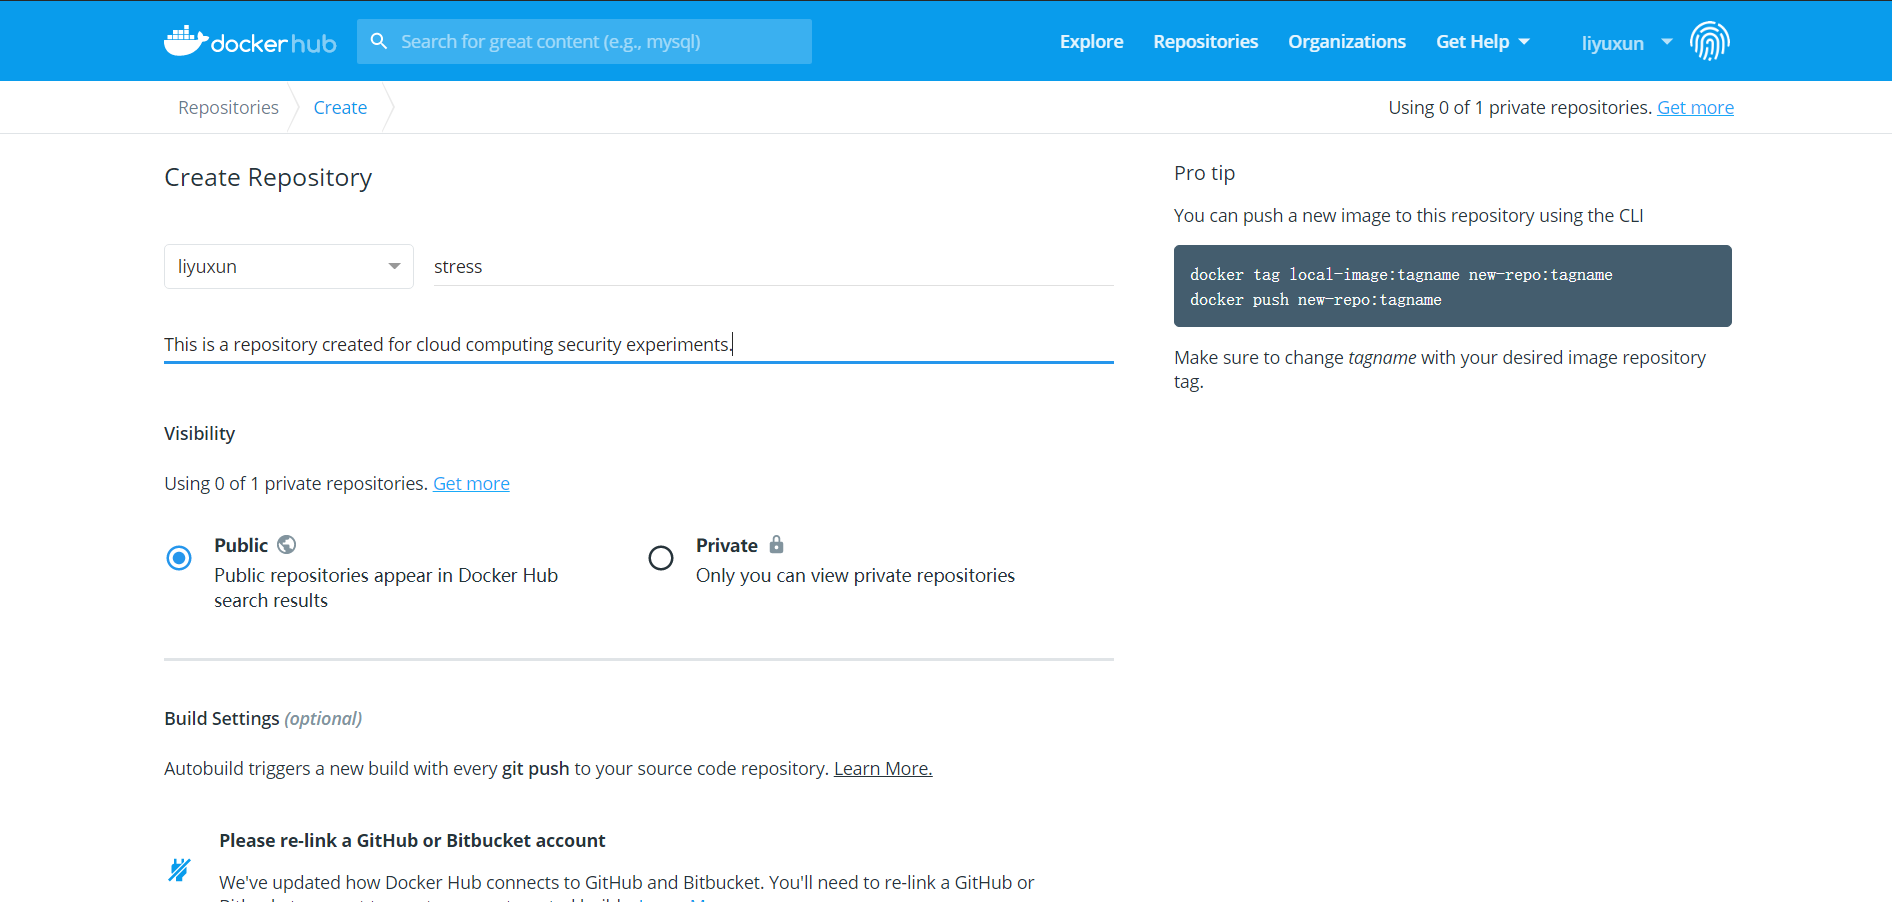 docker hub
Search for great content (e.g., mysql)
Explore
Repositories
Organizations
Get Help
liyuxun
Repositories
Create
Using 0 of 1 private repositories. Get more
Create Repository
liyuxun
stress
This is a repository created for cloud computing security experiments.
Visibility
Using 0 of 1 private repositories. Get more
Public
Public repositories appear in Docker Hub
search results
Private
Only you can view private repositories
Build Settings (optional)
Autobuild triggers a new build with every git push to your source code repository. Learn More.
Please re-link a GitHub or Bitbucket account
We've updated how Docker Hub connects to GitHub and Bitbucket. You'll need to re-link a GitHub or
Pro tip
You can push a new image to this repository using the CLI
docker tag local-image:tagname new-repo:tagname
docker push new-repo:tagname
Make sure to change tagname with your desired image repository
tag.